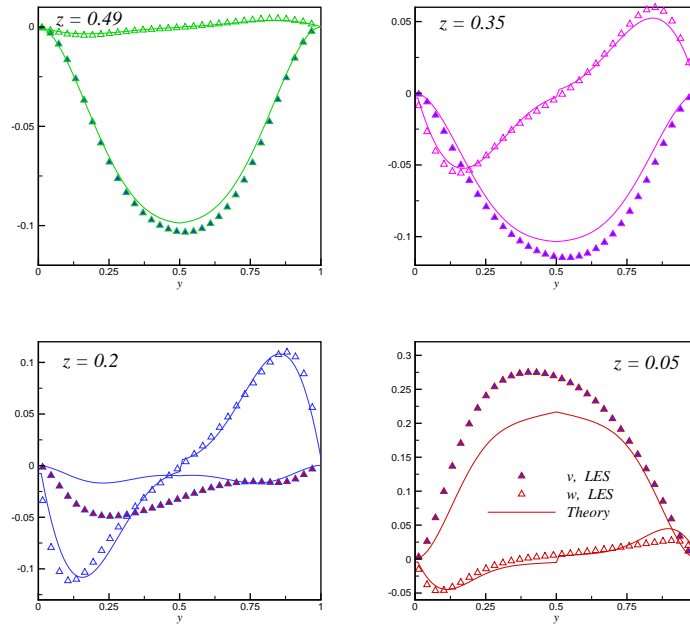 z = 0.49
0
-0.05
-0.1
0 0.25 0.5 0.75 1
y
z = 0.35
0.05
0
-0.05
-0.1
0 0.25 0.5 0.75
y
z = 0.2
0.1
0.05
0
-0.05
-0.1
0 0.25 0.5 0.75 1
y
z = 0.05
0.3
0.25
0.2
0.15
0.1
0.05
0
-0.05
v, LES
w, LES
Theory
0 0.25 0.5 0.75
y